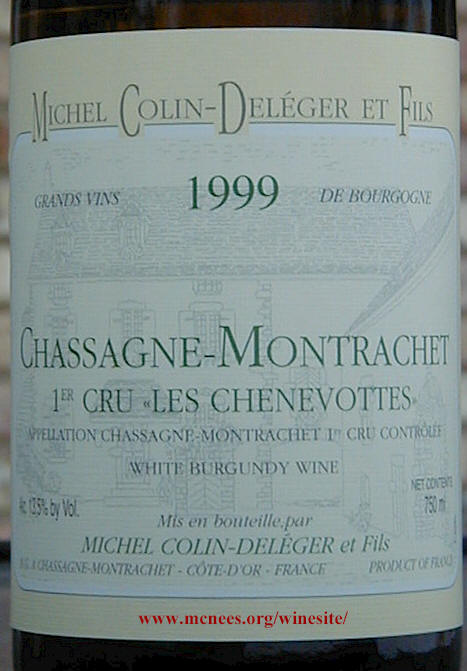 MICHEL COLIN-DELÉGER ET FILS
GRANDS VINS 1999 DE BOURGOGNE
CHASSAGNE-MONTRACHET
1ER CRU «LES CHENEVOTTES»
APPELLATION CHASSAGNE-MONTRACHET 1ER CRU CONTRÔLÉE
WHITE BURGUNDY WINE
NET CONTENTS
Alc. 13,5% by Vol. 750 ml
Mis en bouteille par
MICHEL COLIN-DELÉGER et Fils
A CHASSAGNE-MONTRACHET - CÔTE-D'OR - FRANCE PRODUCT OF FRANCE
www.mcnees.org/winesite/